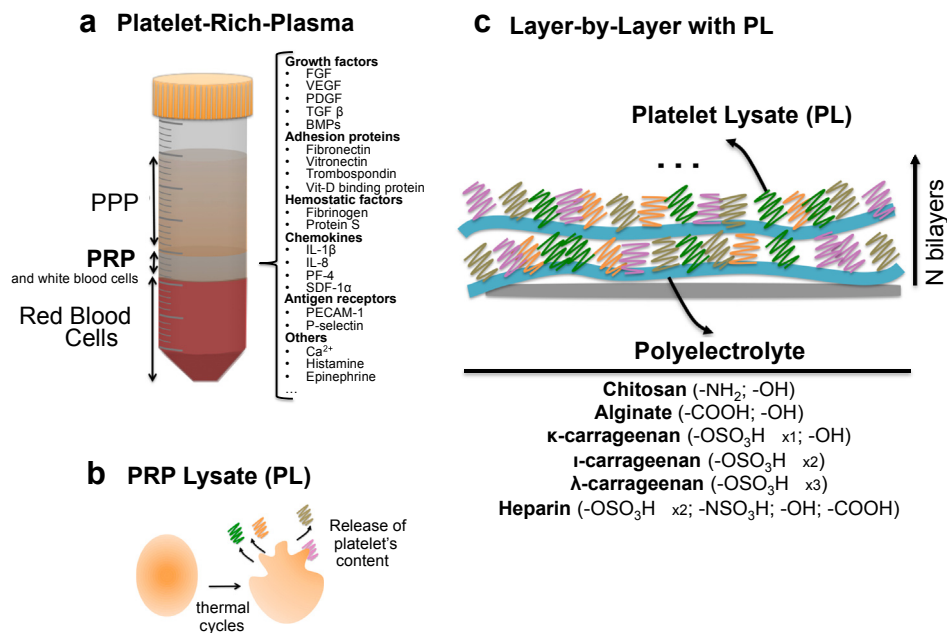 a Platelet-Rich-Plasma
PPP
PRP
and white blood cells
Red Blood
Cells
Growth factors
• FGF
• VEGF
• PDGF
• TGF β
• BMPs
Adhesion proteins
• Fibronectin
• Vitronectin
• Trombospondin
• Vit-D binding protein
Hemostatic factors
• Fibrinogen
• Protein S
Chemokines
• IL-1β
• IL-8
• PF-4
• SDF-1α
Antigen receptors
• PECAM-1
• P-selectin
Others
• Ca²⁺
• Histamine
• Epinephrine
...
b PRP Lysate (PL)
thermal
cycles
Release of
platelet's
content
c Layer-by-Layer with PL
Platelet Lysate (PL)
...
N bilayers
Polyelectrolyte
Chitosan (-NH₂; -OH)
Alginate (-COOH; -OH)
κ-carrageenan (-OSO₃H x1; -OH)
ι-carrageenan (-OSO₃H x2)
λ-carrageenan (-OSO₃H x3)
Heparin (-OSO₃H x2; -NSO₃H; -OH; -COOH)